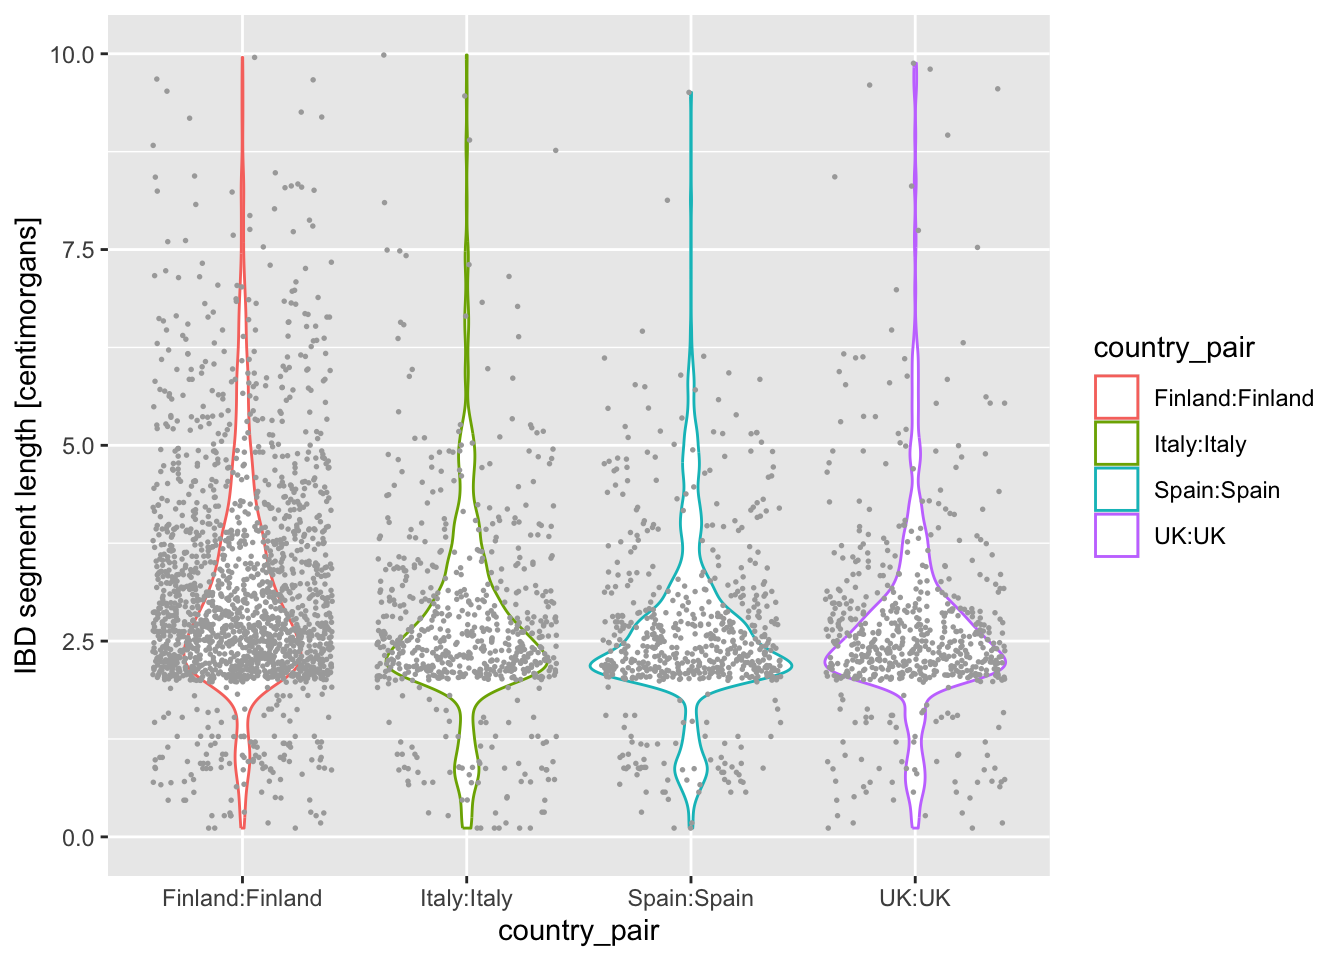 IBD segment length [centimorgans]
10.0
7.5
5.0
2.5
0.0
Finland:Finland
Italy:Italy
Spain:Spain
UK:UK
country_pair
country_pair
Finland:Finland
Italy:Italy
Spain:Spain
UK:UK